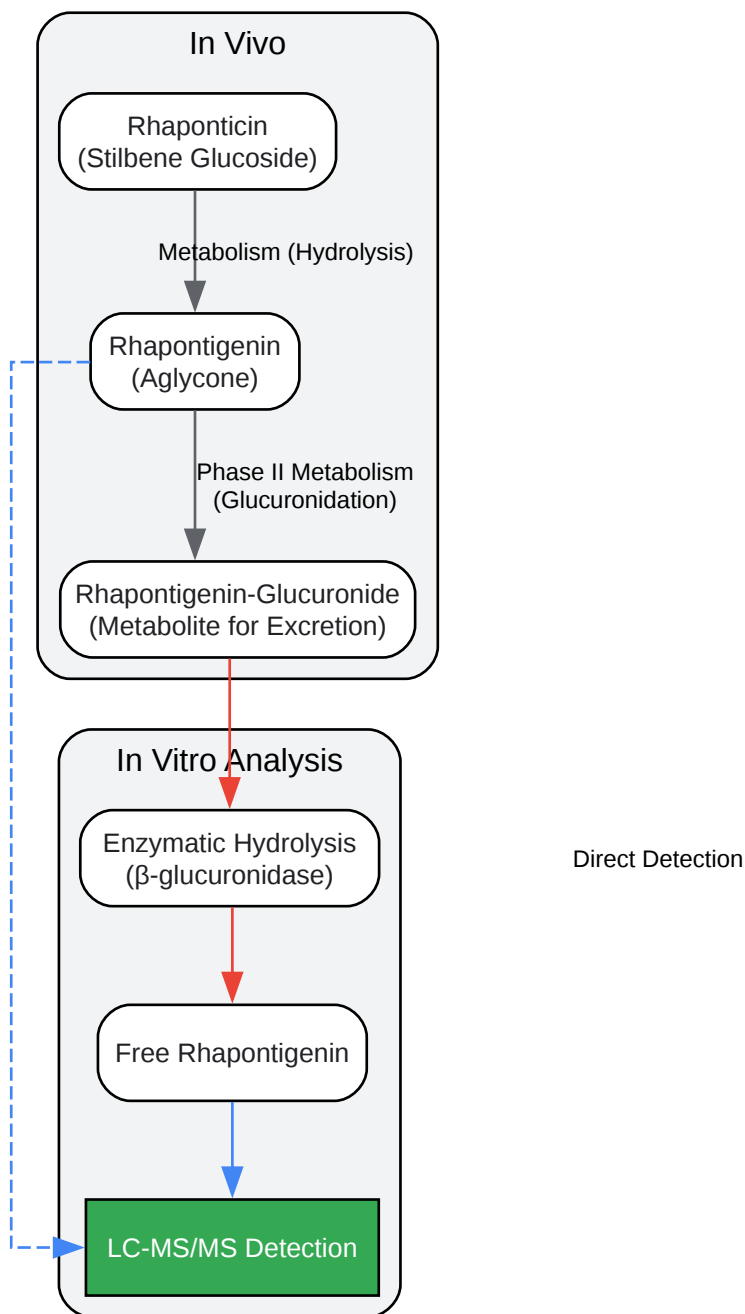 In Vivo
Rhaponticin
(Stilbene Glucoside)
Metabolism (Hydrolysis)
Rhapontigenin
(Aglycone)
Phase II Metabolism
(Glucuronidation)
Rhapontigenin-Glucuronide
(Metabolite for Excretion)
In Vitro Analysis
Enzymatic Hydrolysis
(β-glucuronidase)
Direct Detection
Free Rhapontigenin
LC-MS/MS Detection